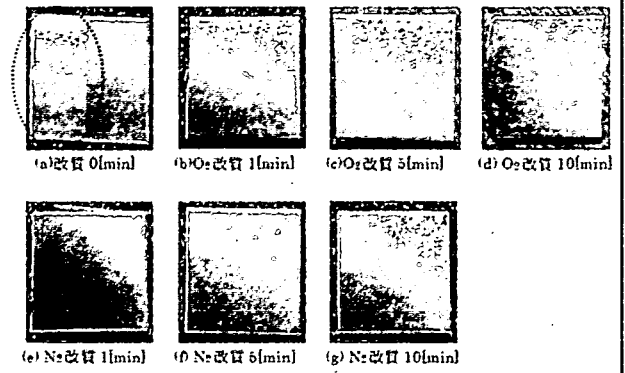 (a)改質 0[min]
(b)O₂改質 1[min]
(c)O₂改質 5[min]
(d) O₂改質 10[min]
(e) N₂改質 1[min]
(f) N₂改質 5[min]
(g) N₂改質 10[min]